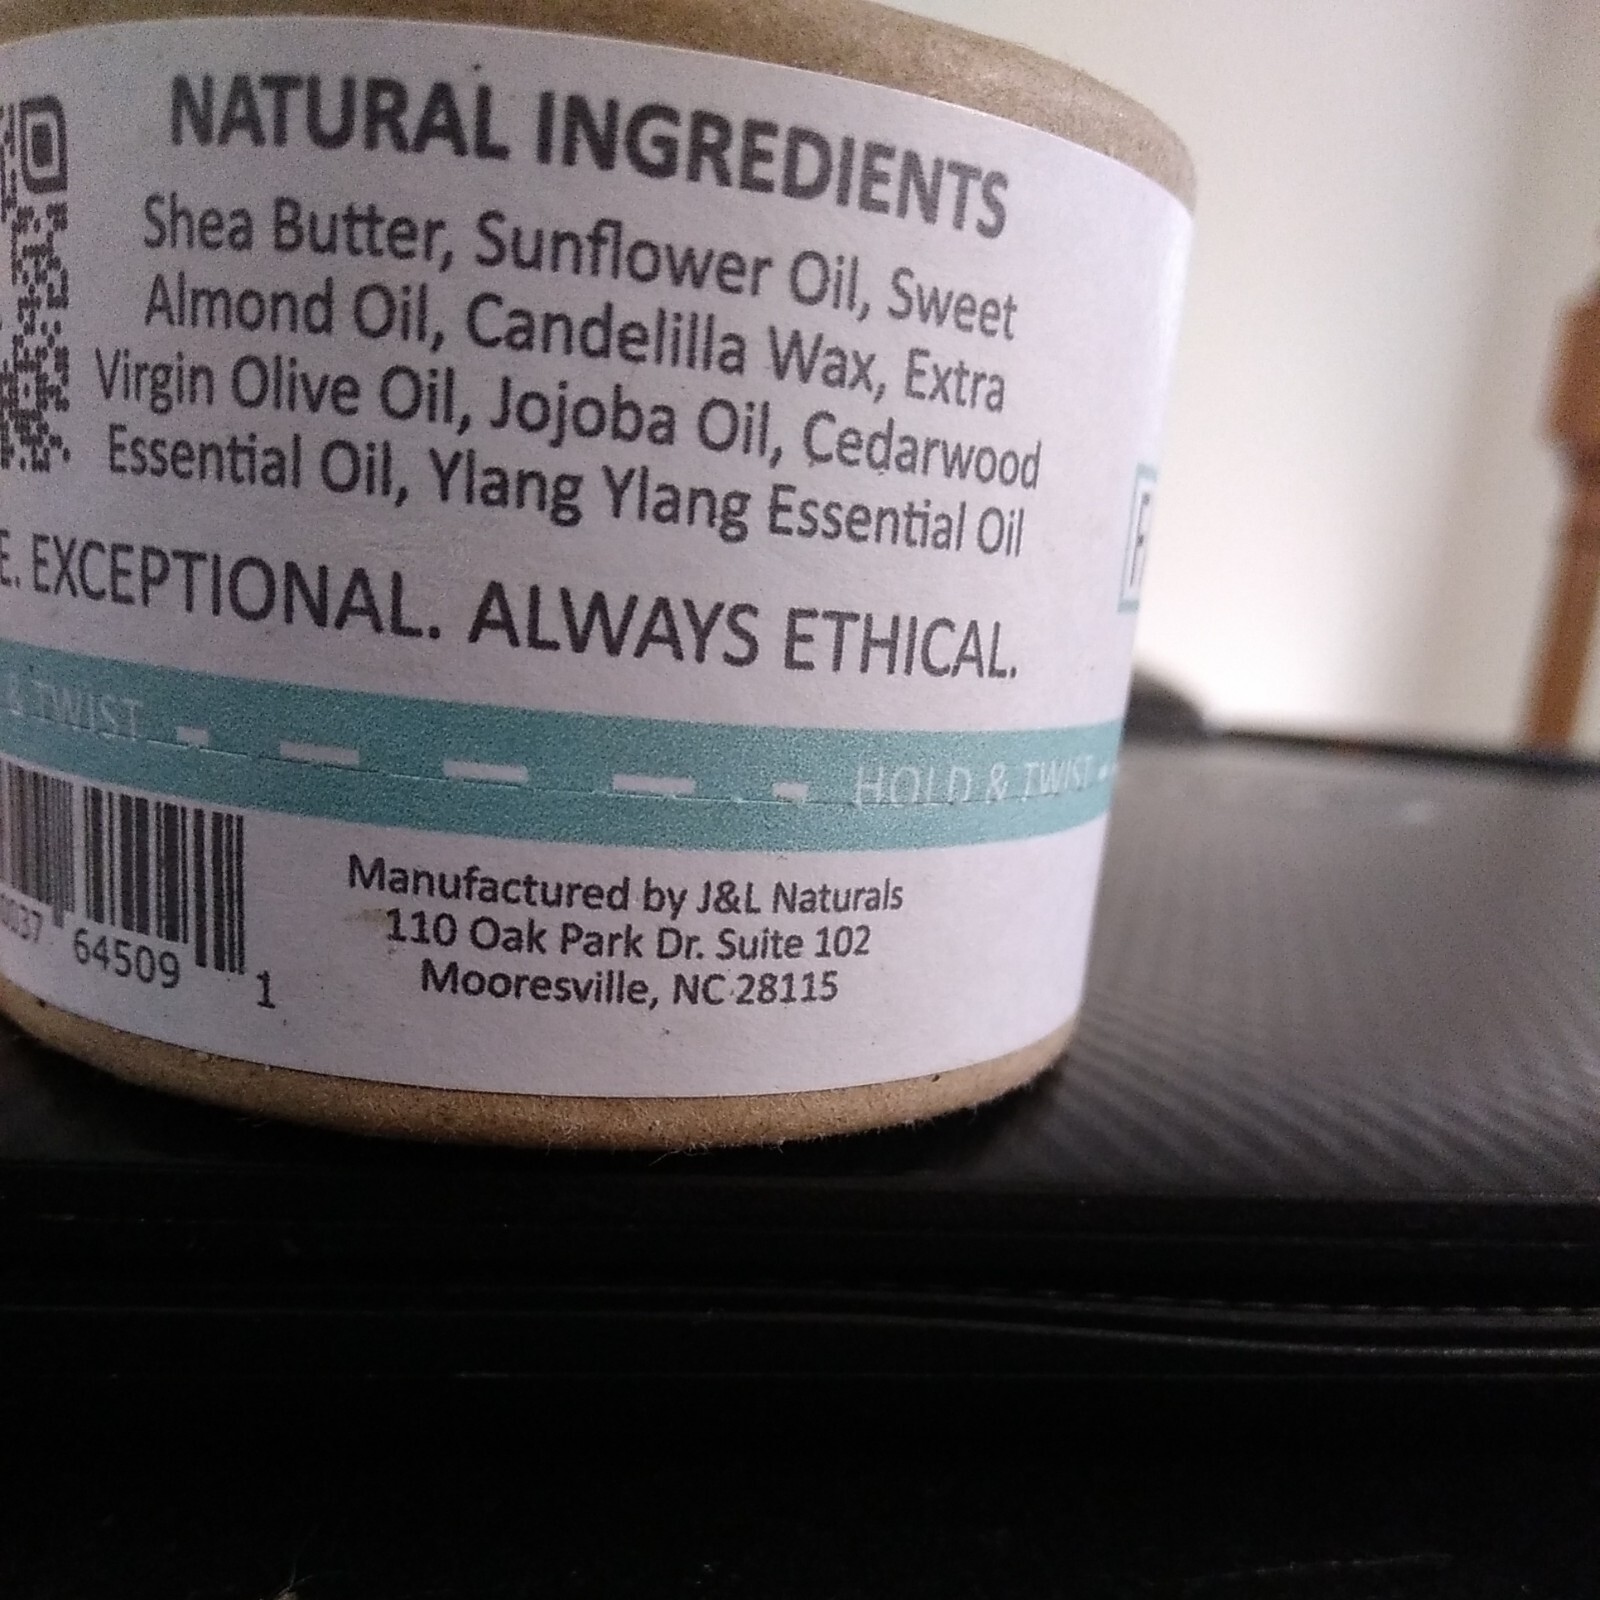 NATURAL INGREDIENTS
Shea Butter, Sunflower Oil, Sweet
Almond Oil, Candelilla Wax, Extra
Virgin Olive Oil, Jojoba Oil, Cedarwood
Essential Oil, Ylang Ylang Essential Oil
E. EXCEPTIONAL. ALWAYS ETHICAL.
& TWIST
HOLD & TWIST
0037 64509 1
Manufactured by J&L Naturals
110 Oak Park Dr. Suite 102
Mooresville, NC 28115